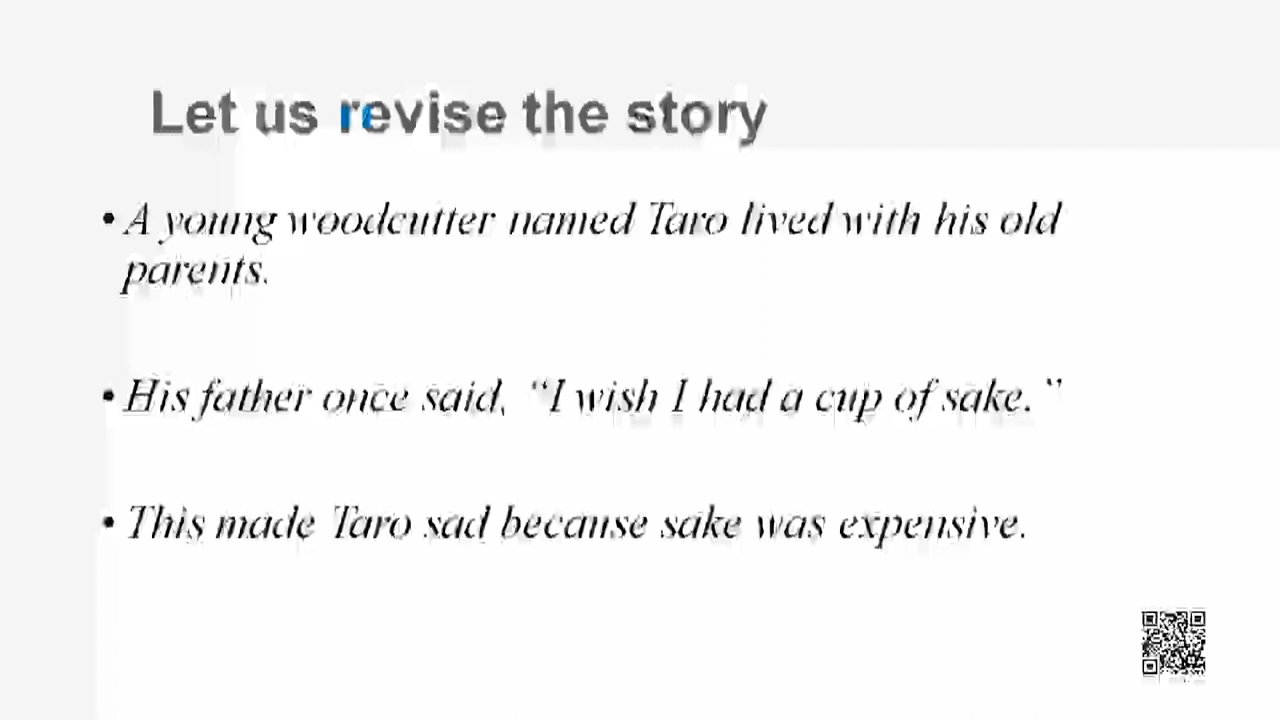 Let us revise the story
• A young woodcutter named Taro lived with his old
parents.
• His father once said, “I wish I had a cup of sake.”
• This made Taro sad because sake was expensive.